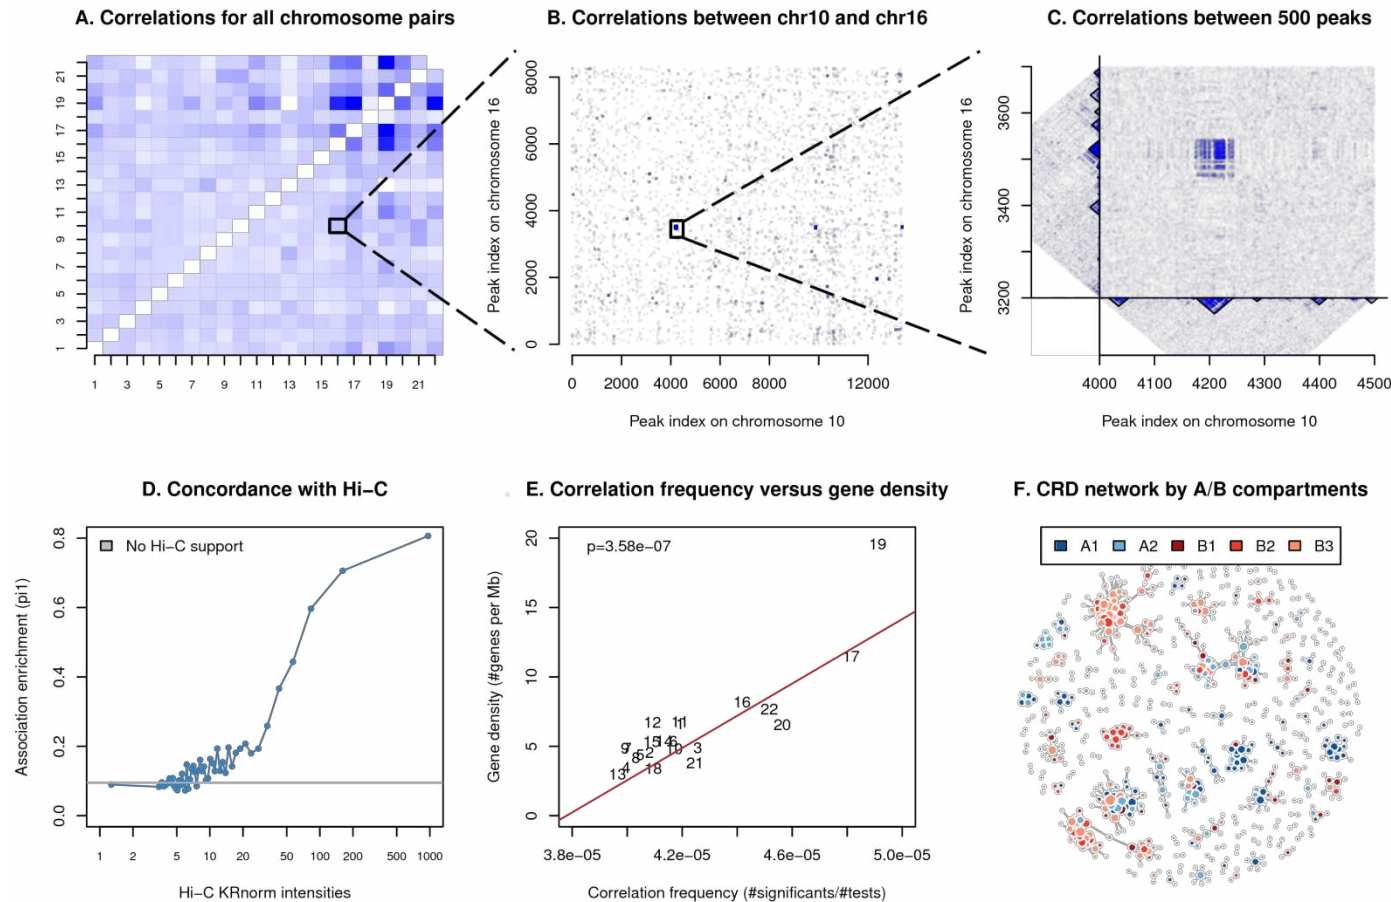 A. Correlations for all chromosome pairs
21
19
17
15
13
11
9
7
5
3
1
1 3 5 7 9 11 13 15 17 19 21
B. Correlations between chr10 and chr16
Peak index on chromosome 16
8000
6000
4000
2000
0
0 2000 4000 6000 8000 12000
Peak index on chromosome 10
C. Correlations between 500 peaks
Peak index on chromosome 16
3600
3400
3200
4000 4100 4200 4300 4400 4500
Peak index on chromosome 10
D. Concordance with Hi−C
No Hi−C support
Association enrichment (pi1)
0.8
0.6
0.4
0.2
0.0
1 2 5 10 20 50 100 200 500 1000
Hi−C KRnorm intensities
E. Correlation frequency versus gene density
p=3.58e−07
Gene density (#genes per Mb)
20
15
10
5
0
19
17
16
22
20
12
11
15
14
6
9
7
8
5
2
3
21
4
13
18
3.8e−05 4.2e−05 4.6e−05 5.0e−05
Correlation frequency (#significants/#tests)
F. CRD network by A/B compartments
A1 A2 B1 B2 B3